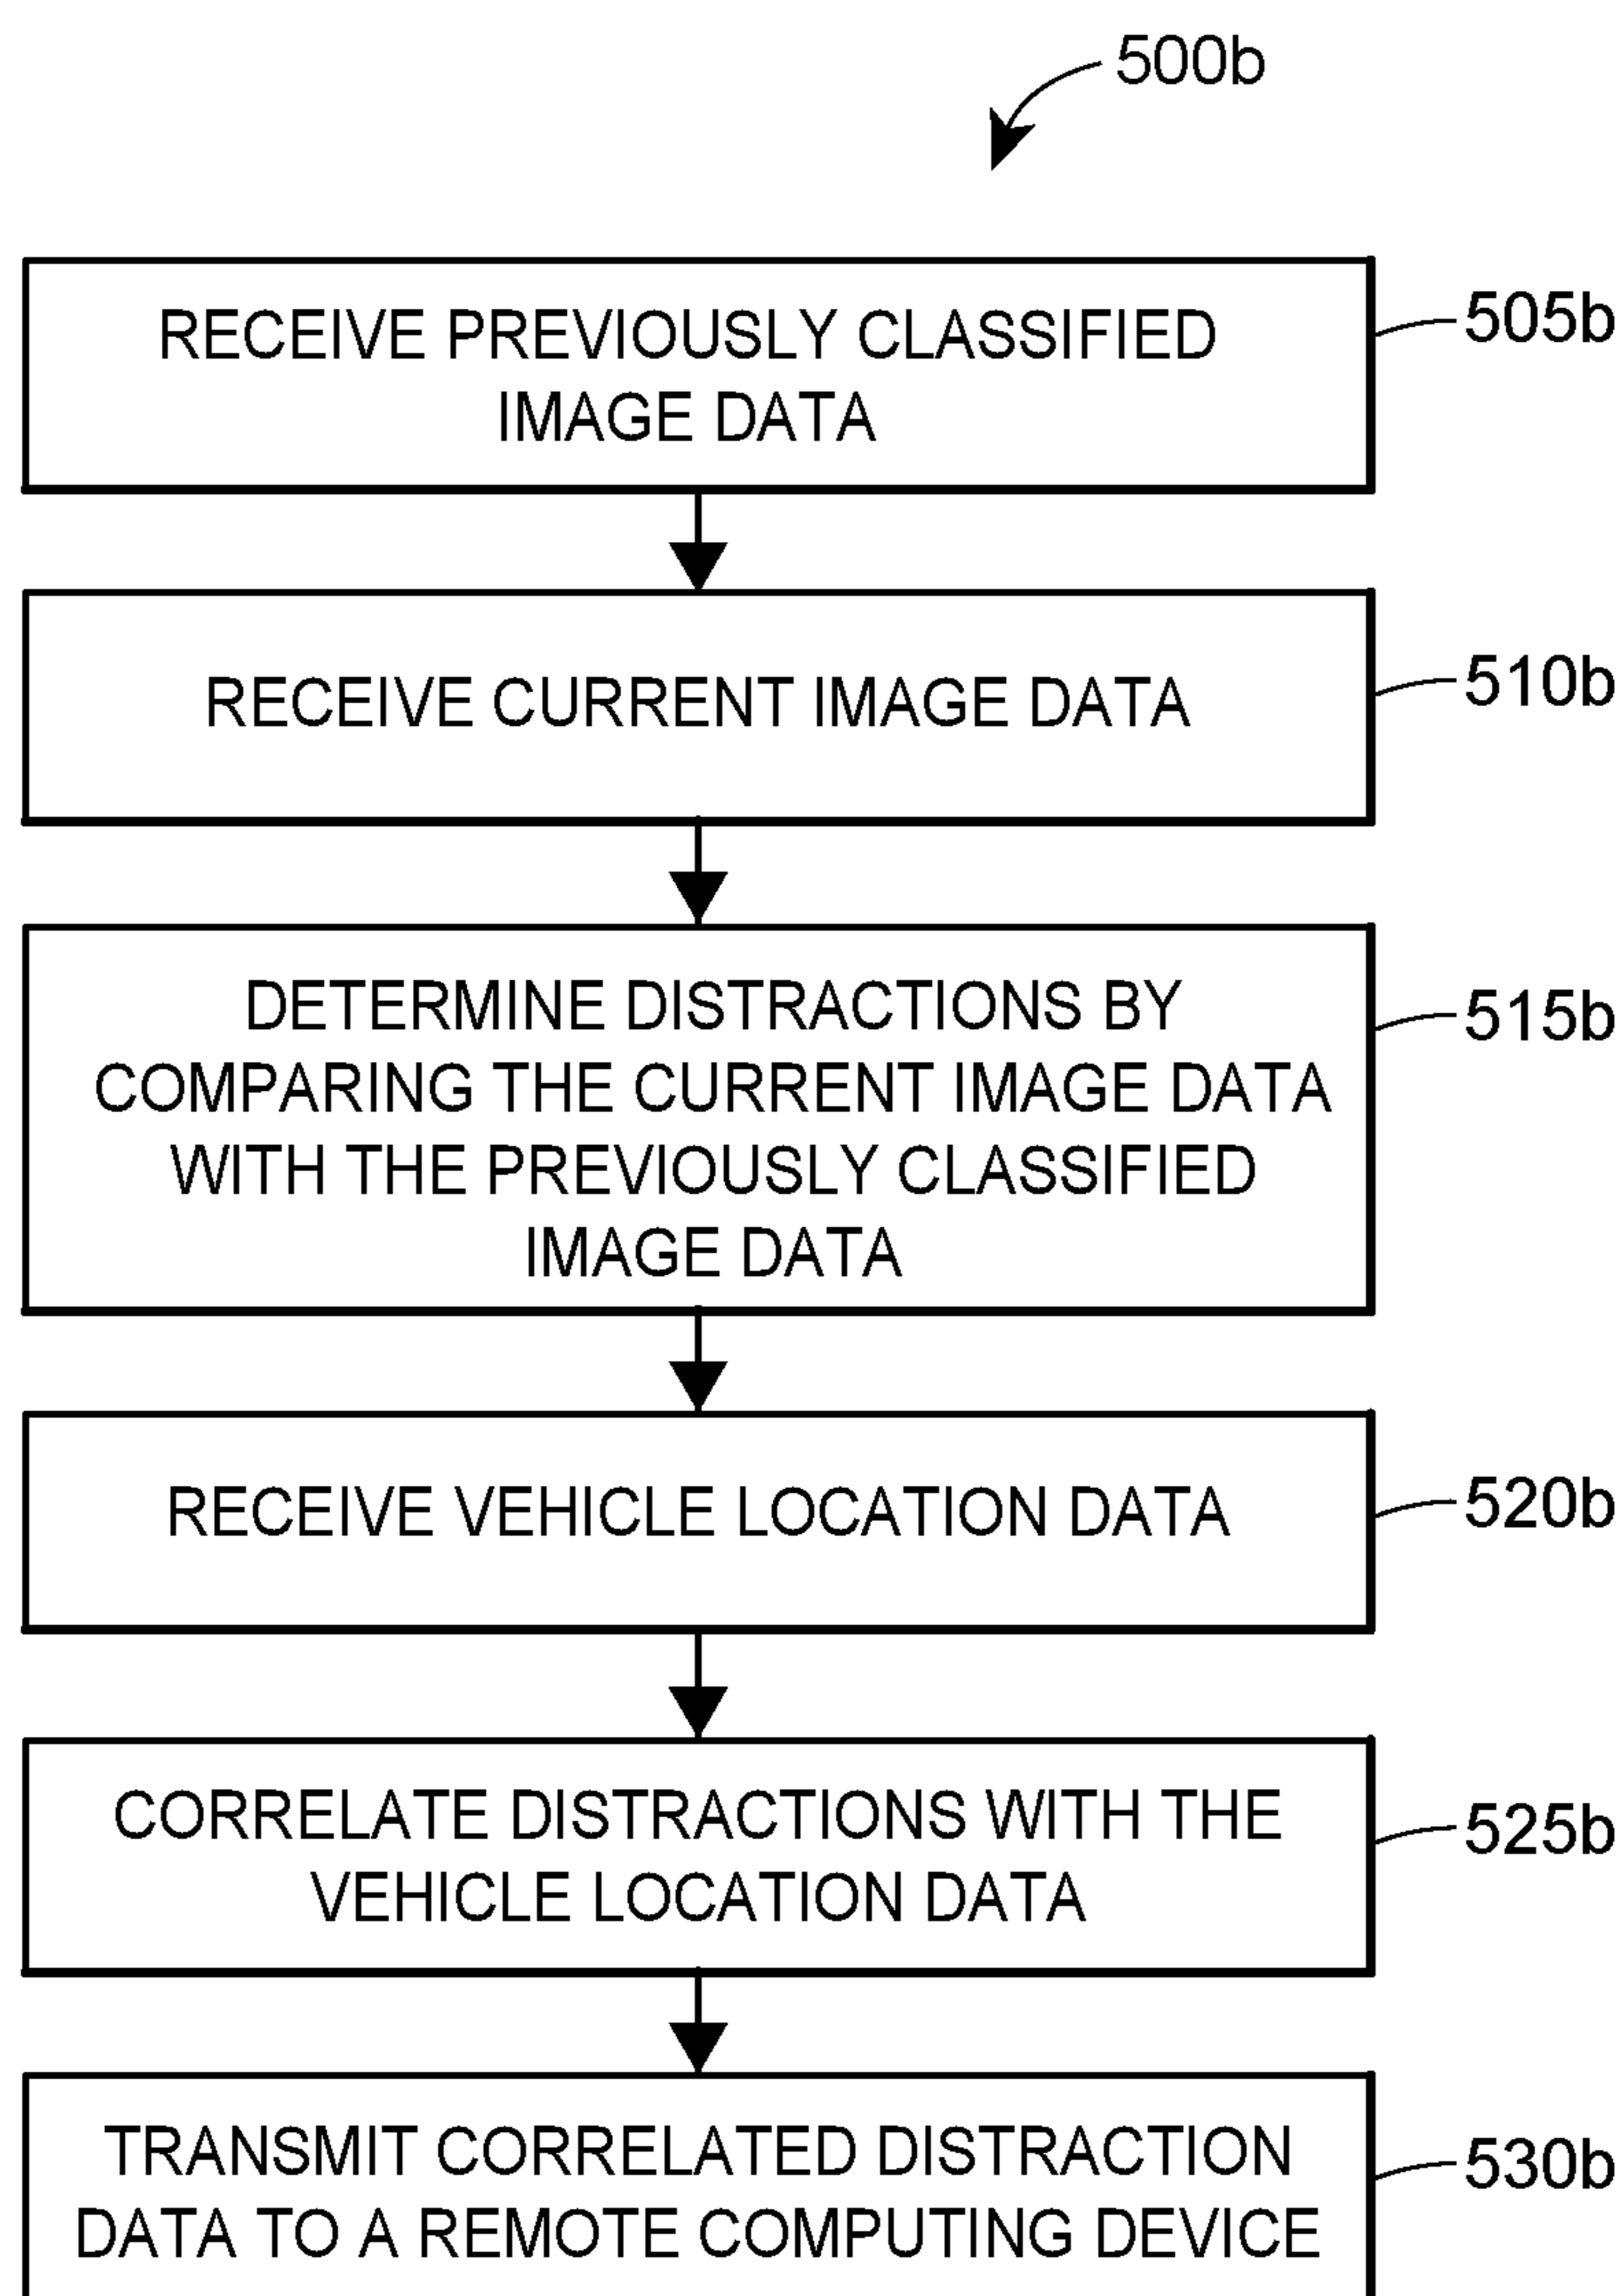 500b
RECEIVE PREVIOUSLY CLASSIFIED
IMAGE DATA
505b
RECEIVE CURRENT IMAGE DATA
510b
DETERMINE DISTRACTIONS BY
COMPARING THE CURRENT IMAGE DATA
WITH THE PREVIOUSLY CLASSIFIED
IMAGE DATA
515b
RECEIVE VEHICLE LOCATION DATA
520b
CORRELATE DISTRACTIONS WITH THE
VEHICLE LOCATION DATA
525b
TRANSMIT CORRELATED DISTRACTION
DATA TO A REMOTE COMPUTING DEVICE
530b